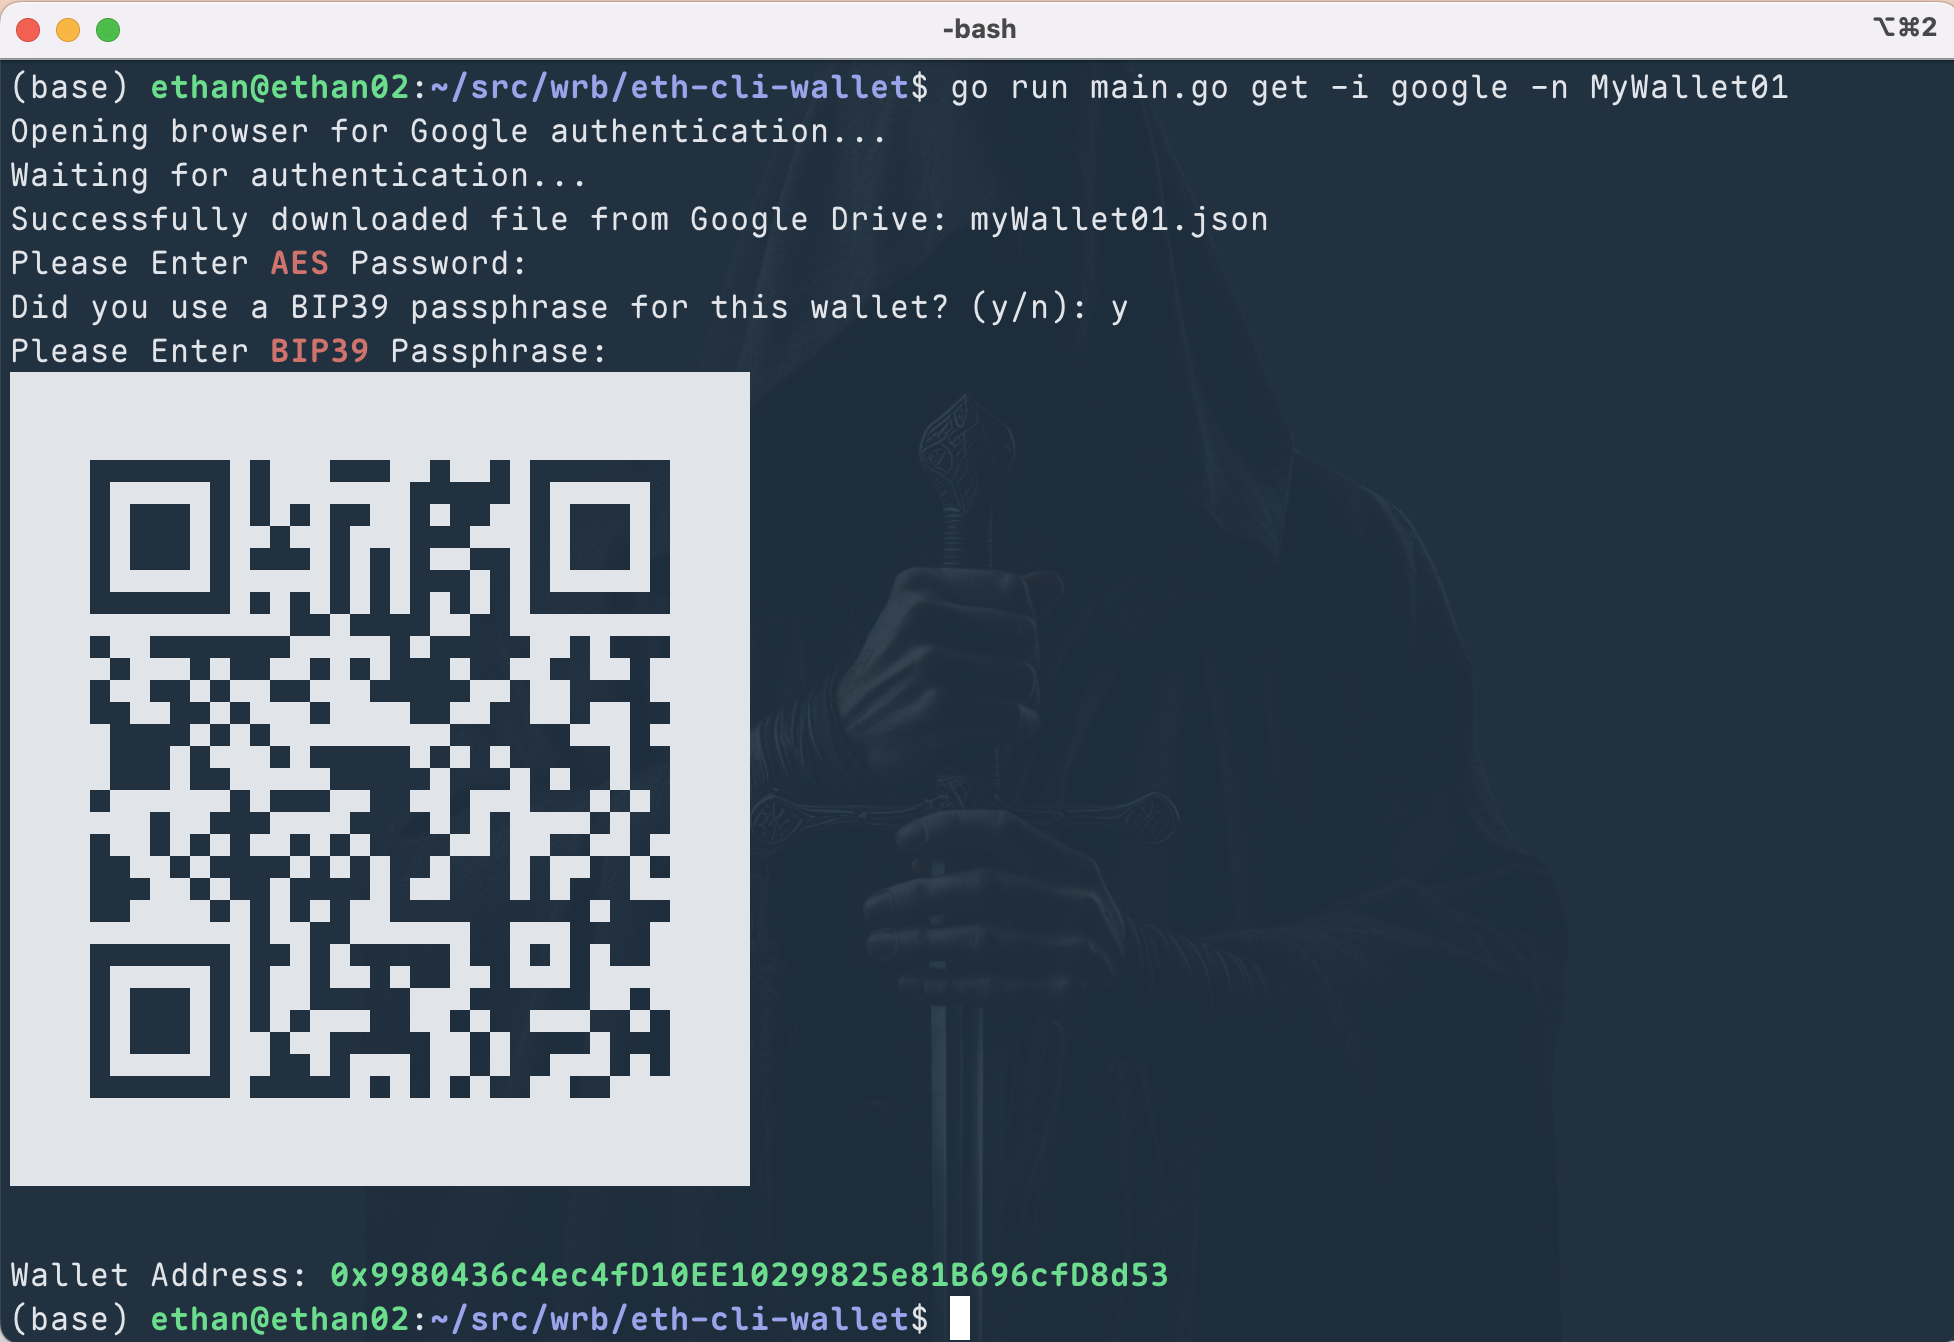 -bash
⌥⌘2
(base) ethan@ethan02:~/src/wrb/eth-cli-wallet$ go run main.go get -i google -n MyWallet01
Opening browser for Google authentication...
Waiting for authentication...
Successfully downloaded file from Google Drive: myWallet01.json
Please Enter AES Password:
Did you use a BIP39 passphrase for this wallet? (y/n): y
Please Enter BIP39 Passphrase:
Wallet Address: 0x9980436c4ec4fD10EE10299825e81B696cfD8d53
(base) ethan@ethan02:~/src/wrb/eth-cli-wallet$